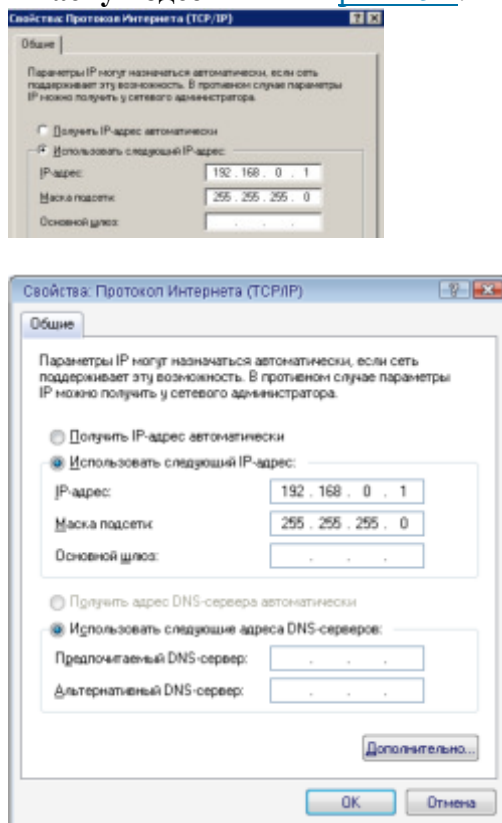 Свойства: Протокол Интернета (TCP/IP)
Общие
Параметры IP могут назначаться автоматически, если сеть
поддерживает эту возможность. В противном случае параметры
IP можно получить у сетевого администратора.
Получить IP-адрес автоматически
Использовать следующий IP-адрес:
IP-адрес: 192 . 168 . 0 . 1
Маска подсети: 255 . 255 . 255 . 0
Основной шлюз: . . .
Свойства: Протокол Интернета (TCP/IP)
Общие
Параметры IP могут назначаться автоматически, если сеть
поддерживает эту возможность. В противном случае параметры
IP можно получить у сетевого администратора.
Получить IP-адрес автоматически
Использовать следующий IP-адрес:
IP-адрес: 192 . 168 . 0 . 1
Маска подсети: 255 . 255 . 255 . 0
Основной шлюз: . . .
Получить адрес DNS-сервера автоматически
Использовать следующие адреса DNS-серверов:
Предпочитаемый DNS-сервер: . . .
Альтернативный DNS-сервер: . . .
Дополнительно...
OK Отмена